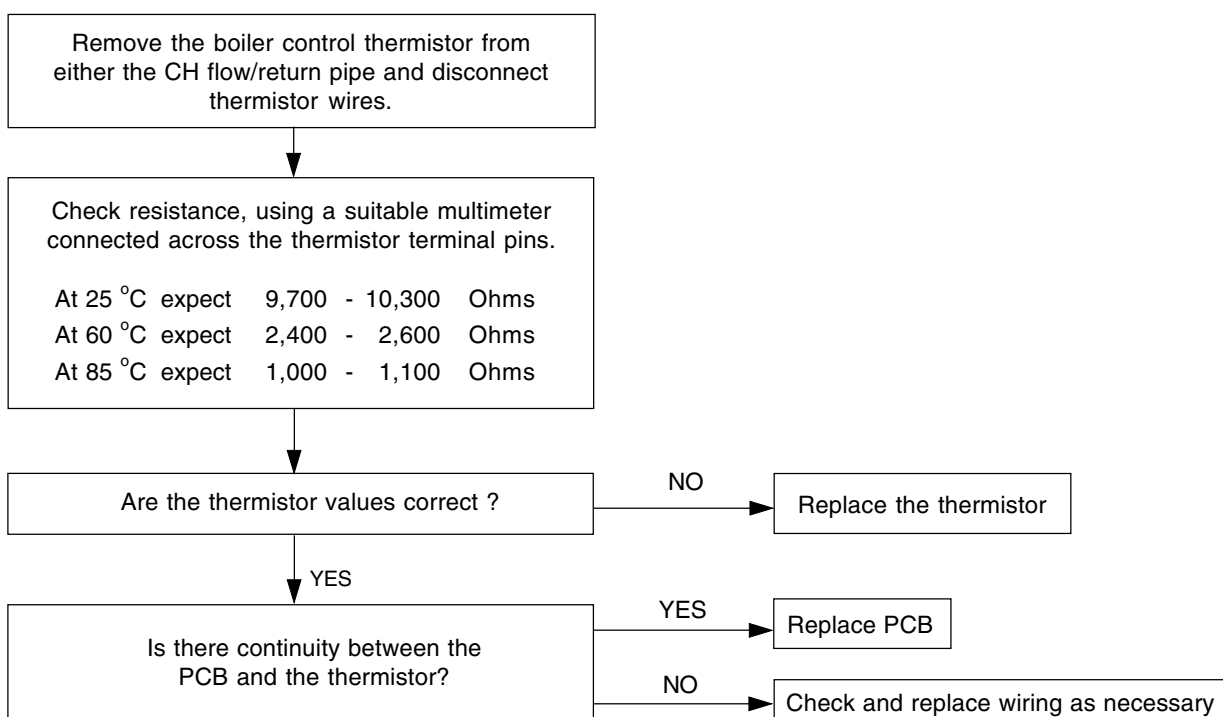 Remove the boiler control thermistor from
either the CH flow/return pipe and disconnect
thermistor wires.
Check resistance, using a suitable multimeter
connected across the thermistor terminal pins.
At 25 °C expect 9,700 - 10,300 Ohms
At 60 °C expect 2,400 - 2,600 Ohms
At 85 °C expect 1,000 - 1,100 Ohms
Are the thermistor values correct ?
NO
Replace the thermistor
YES
Is there continuity between the
PCB and the thermistor?
YES
Replace PCB
NO
Check and replace wiring as necessary